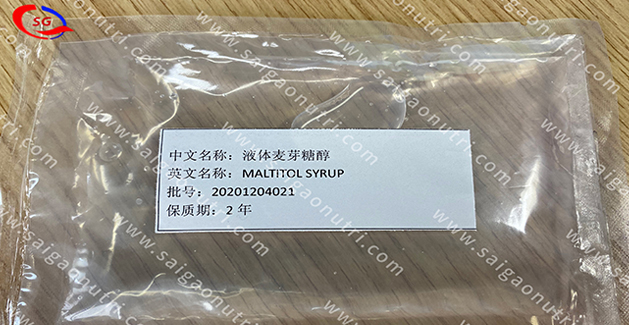 SG
中文名称：液体麦芽糖醇
英文名称：MALTITOL SYRUP
批号：20201204021
保质期：2 年
www.saigaonutri.com